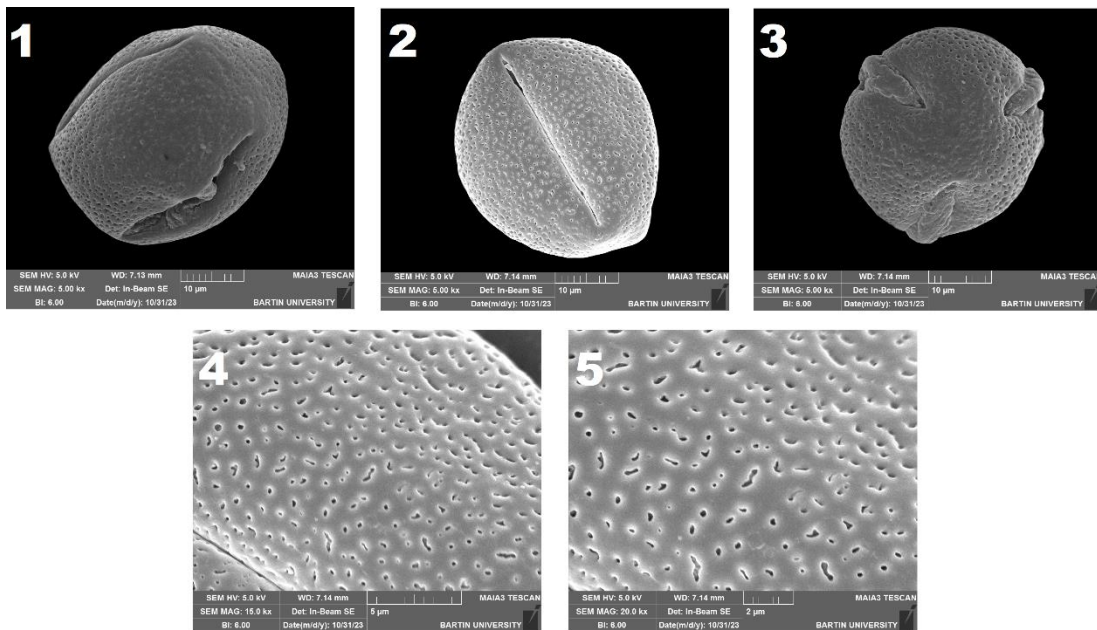 1
SEM HV: 5.0 kV WD: 7.13 mm MAIA3 TESCAN
SEM MAG: 5.00 kx Det: In-Beam SE 10 µm
BI: 6.00 Date(m/d/y): 10/31/23 BARTIN UNIVERSITY
2
SEM HV: 5.0 kV WD: 7.14 mm MAIA3 TESCAN
SEM MAG: 5.00 kx Det: In-Beam SE 10 µm
BI: 6.00 Date(m/d/y): 10/31/23 BARTIN UNIVERSITY
3
SEM HV: 5.0 kV WD: 7.14 mm MAIA3 TESCAN
SEM MAG: 5.00 kx Det: In-Beam SE 10 µm
BI: 6.00 Date(m/d/y): 10/31/23 BARTIN UNIVERSITY
4
SEM HV: 5.0 kV WD: 7.14 mm MAIA3 TESCAN
SEM MAG: 15.0 kx Det: In-Beam SE 5 µm
BI: 6.00 Date(m/d/y): 10/31/23 BARTIN UNIVERSITY
5
SEM HV: 5.0 kV WD: 7.14 mm MAIA3 TESCAN
SEM MAG: 20.0 kx Det: In-Beam SE 2 µm
BI: 6.00 Date(m/d/y): 10/31/23 BARTIN UNIVERSITY